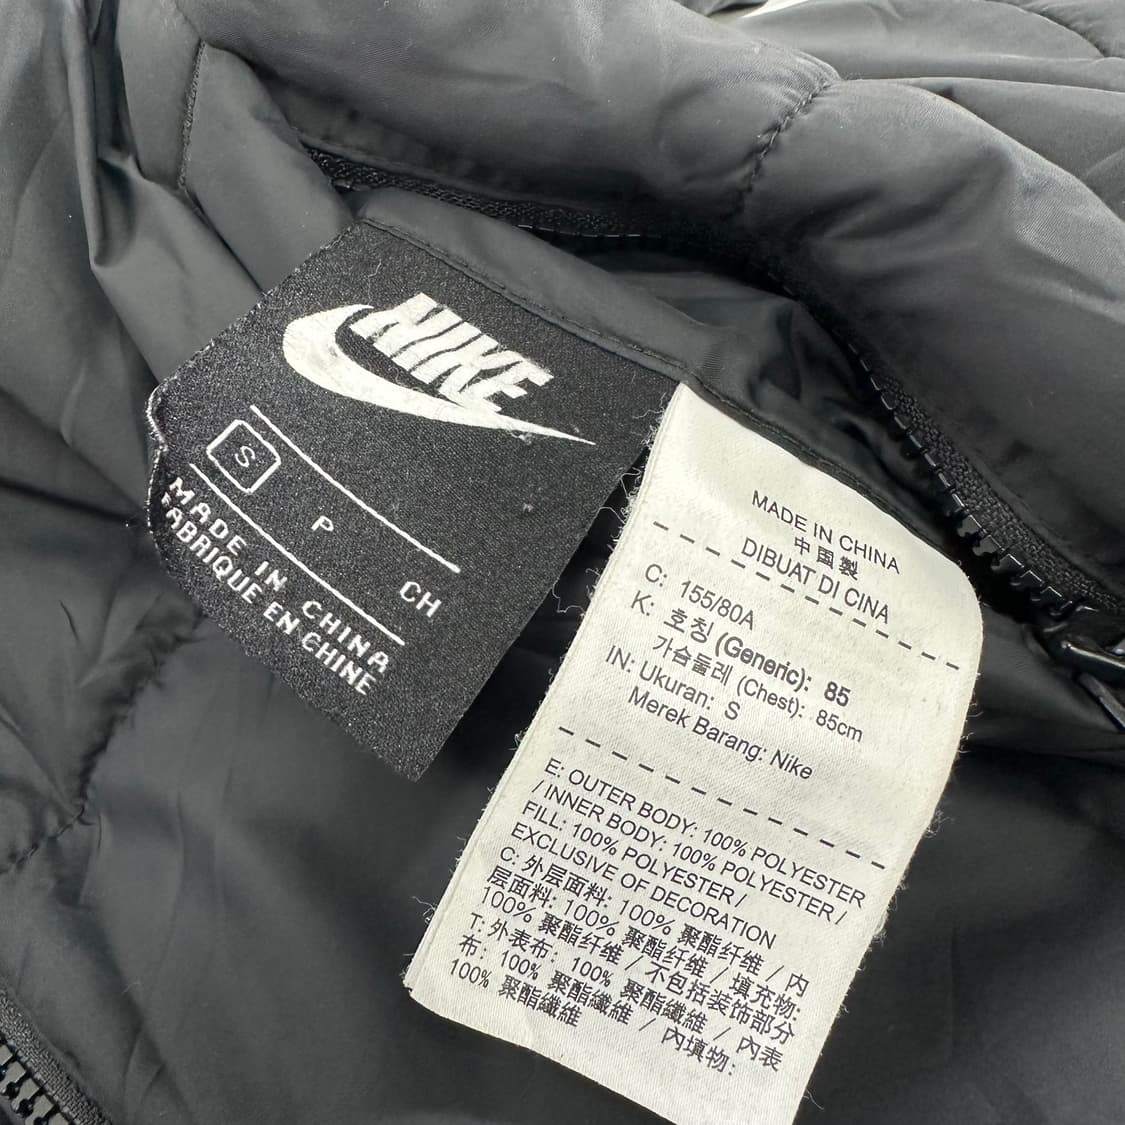 NIKE
S P CH
MADE IN CHINA
FABRIQUE EN CHINE
MADE IN CHINA
中国製
DIBUAT DI CINA
C: 155/80A
K: 호칭 (Generic): 85
가슴둘레 (Chest): 85cm
IN: Ukuran: S
Merek Barang: Nike
E: OUTER BODY: 100% POLYESTER
/ INNER BODY: 100% POLYESTER /
FILL: 100% POLYESTER /
EXCLUSIVE OF DECORATION
C: 外层面料: 100% 聚酯纤维 / 内
层面料: 100% 聚酯纤维 / 填充物:
100% 聚酯纤维 / 不包括装饰部分
T: 外表布: 100% 聚酯纖維 / 內表
布: 100% 聚酯纖維 / 內填物:
100% 聚酯纖維